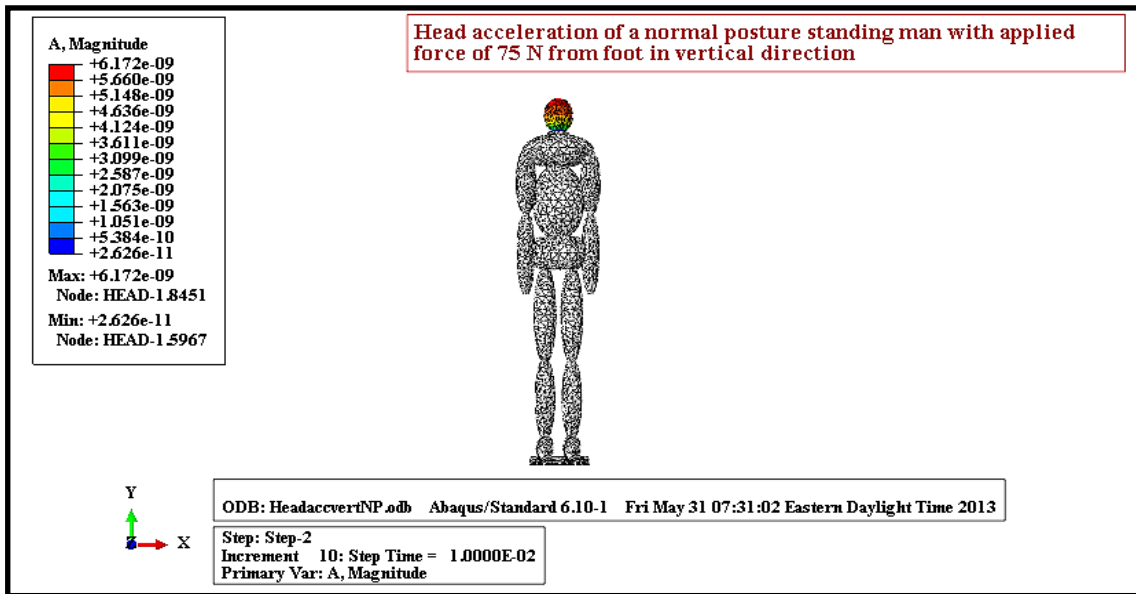 Head acceleration of a normal posture standing man with applied
force of 75 N from foot in vertical direction
A, Magnitude
+6.172e-09
+5.660e-09
+5.148e-09
+4.636e-09
+4.124e-09
+3.611e-09
+3.099e-09
+2.587e-09
+2.075e-09
+1.563e-09
+1.051e-09
+5.384e-10
+2.626e-11
Max: +6.172e-09
Node: HEAD-1.8451
Min: +2.626e-11
Node: HEAD-1.5967
Y
Z X
ODB: HeadaccvertNP.odb Abaqus/Standard 6.10-1 Fri May 31 07:31:02 Eastern Daylight Time 2013
Step: Step-2
Increment 10: Step Time = 1.0000E-02
Primary Var: A, Magnitude